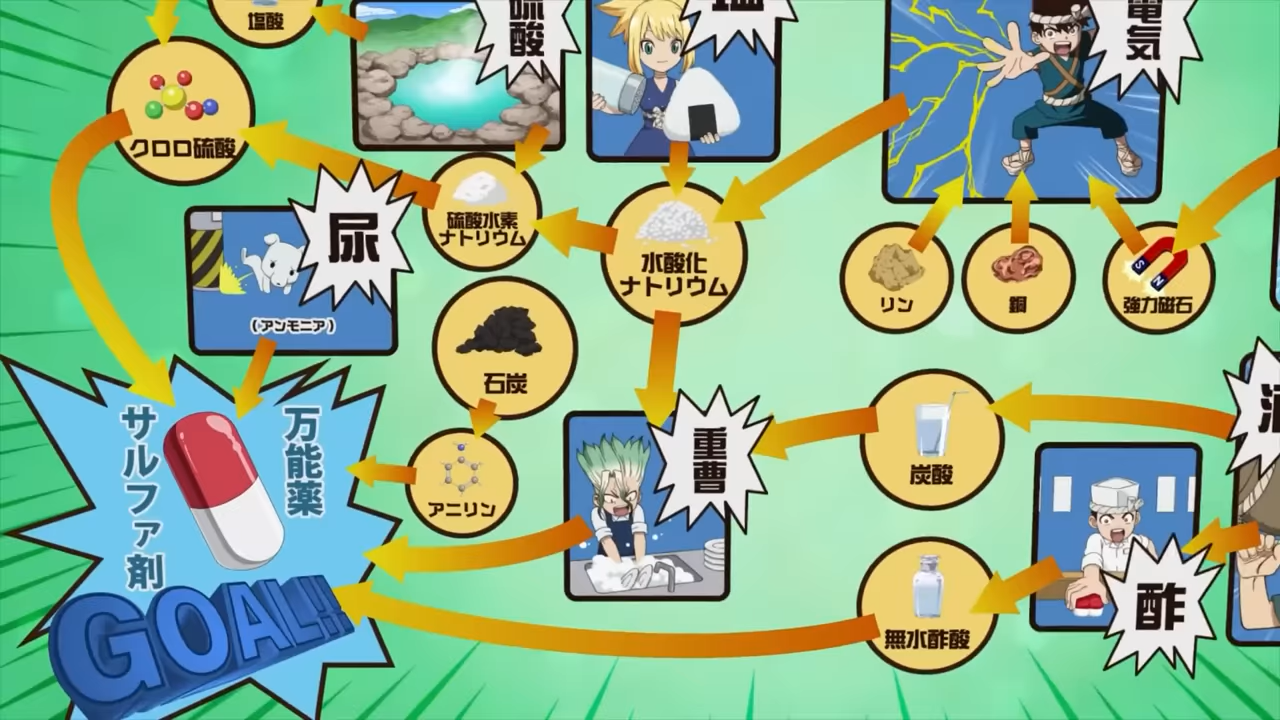 塩酸
硫酸
塩
電気
クロロ硫酸
硫酸水素
ナトリウム
水酸化
ナトリウム
尿
(アンモニア)
リン
銅
S
N
強力磁石
石炭
アニリン
重曹
炭酸
酢
無水酢酸
万能薬
サルファ剤
GOAL!!